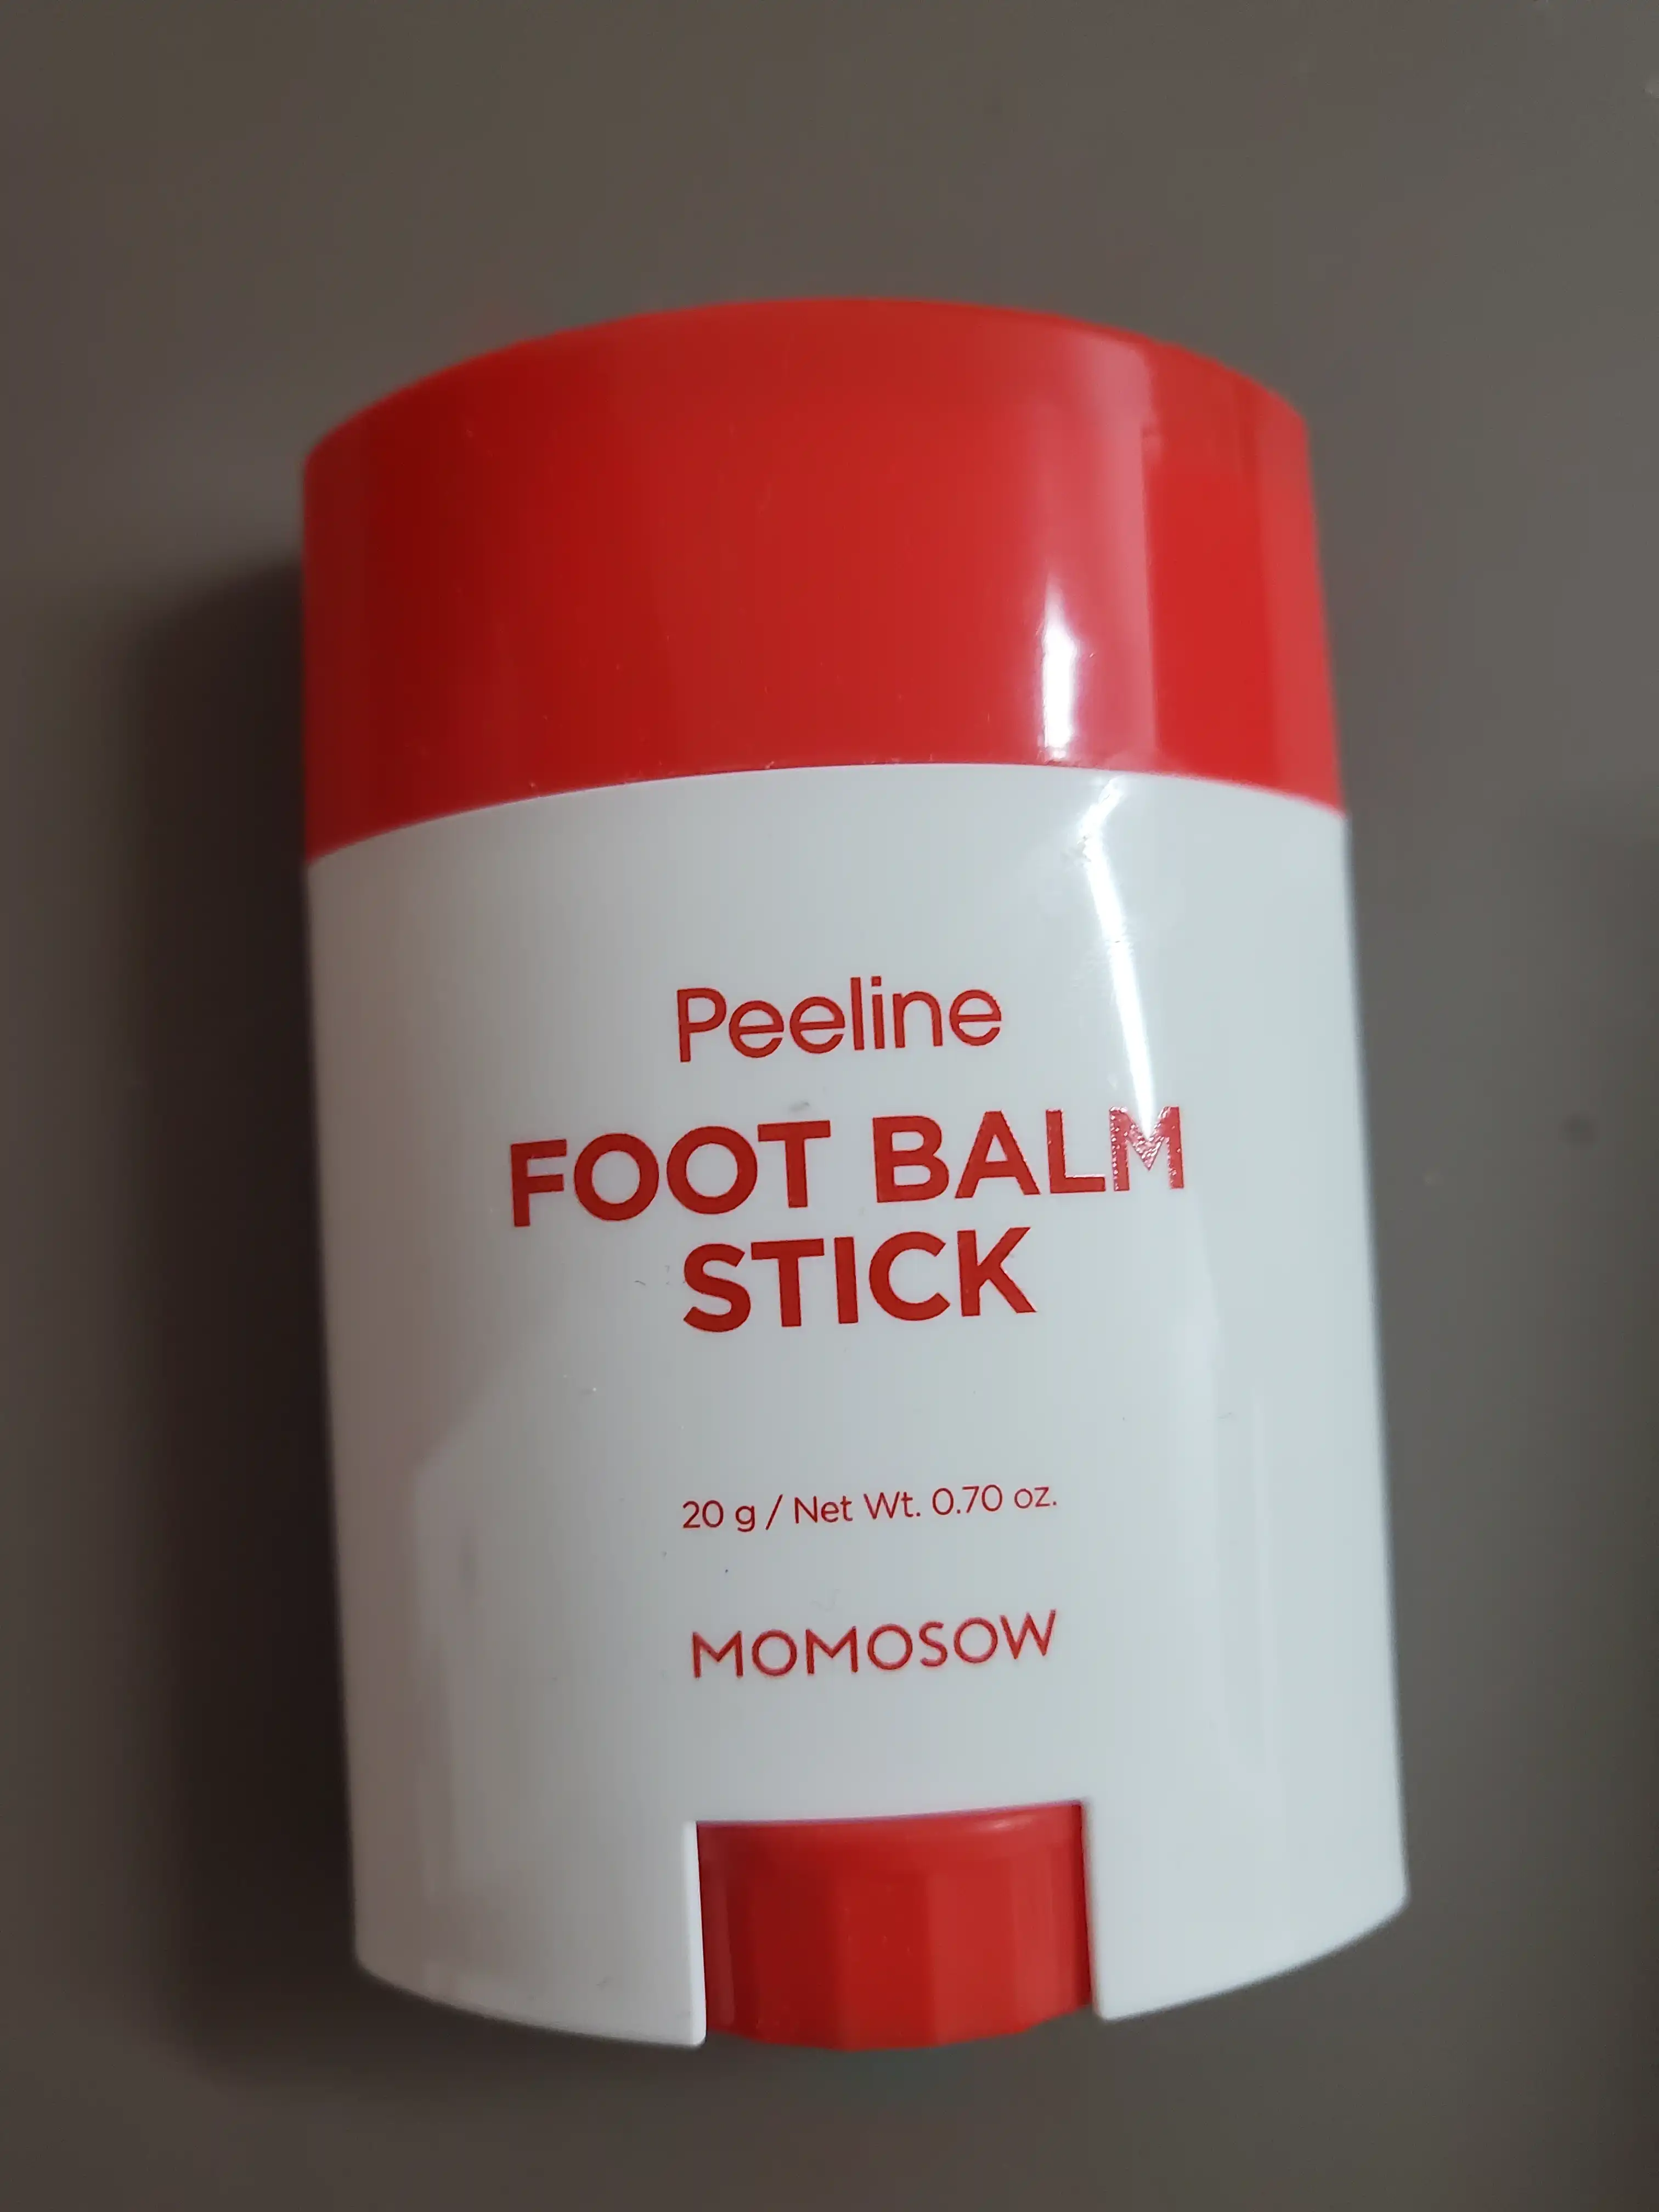 Peeline
FOOT BALM
STICK
20 g / Net Wt. 0.70 oz.
MOMOSOW